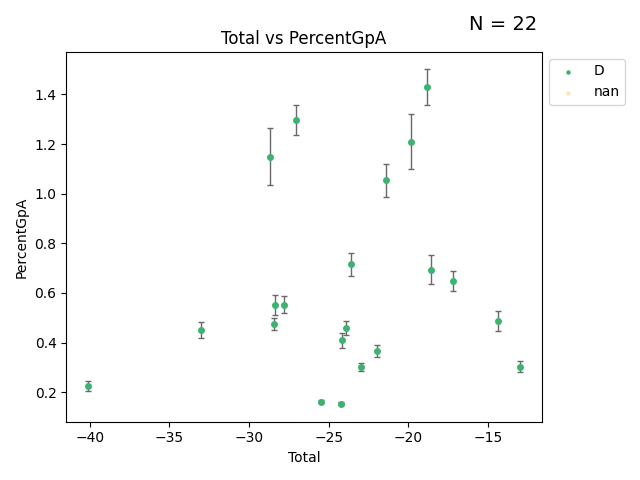 N = 22
Total vs PercentGpA
D
nan
PercentGpA
1.4
1.2
1.0
0.8
0.6
0.4
0.2
−40
−35
−30
−25
−20
−15
Total